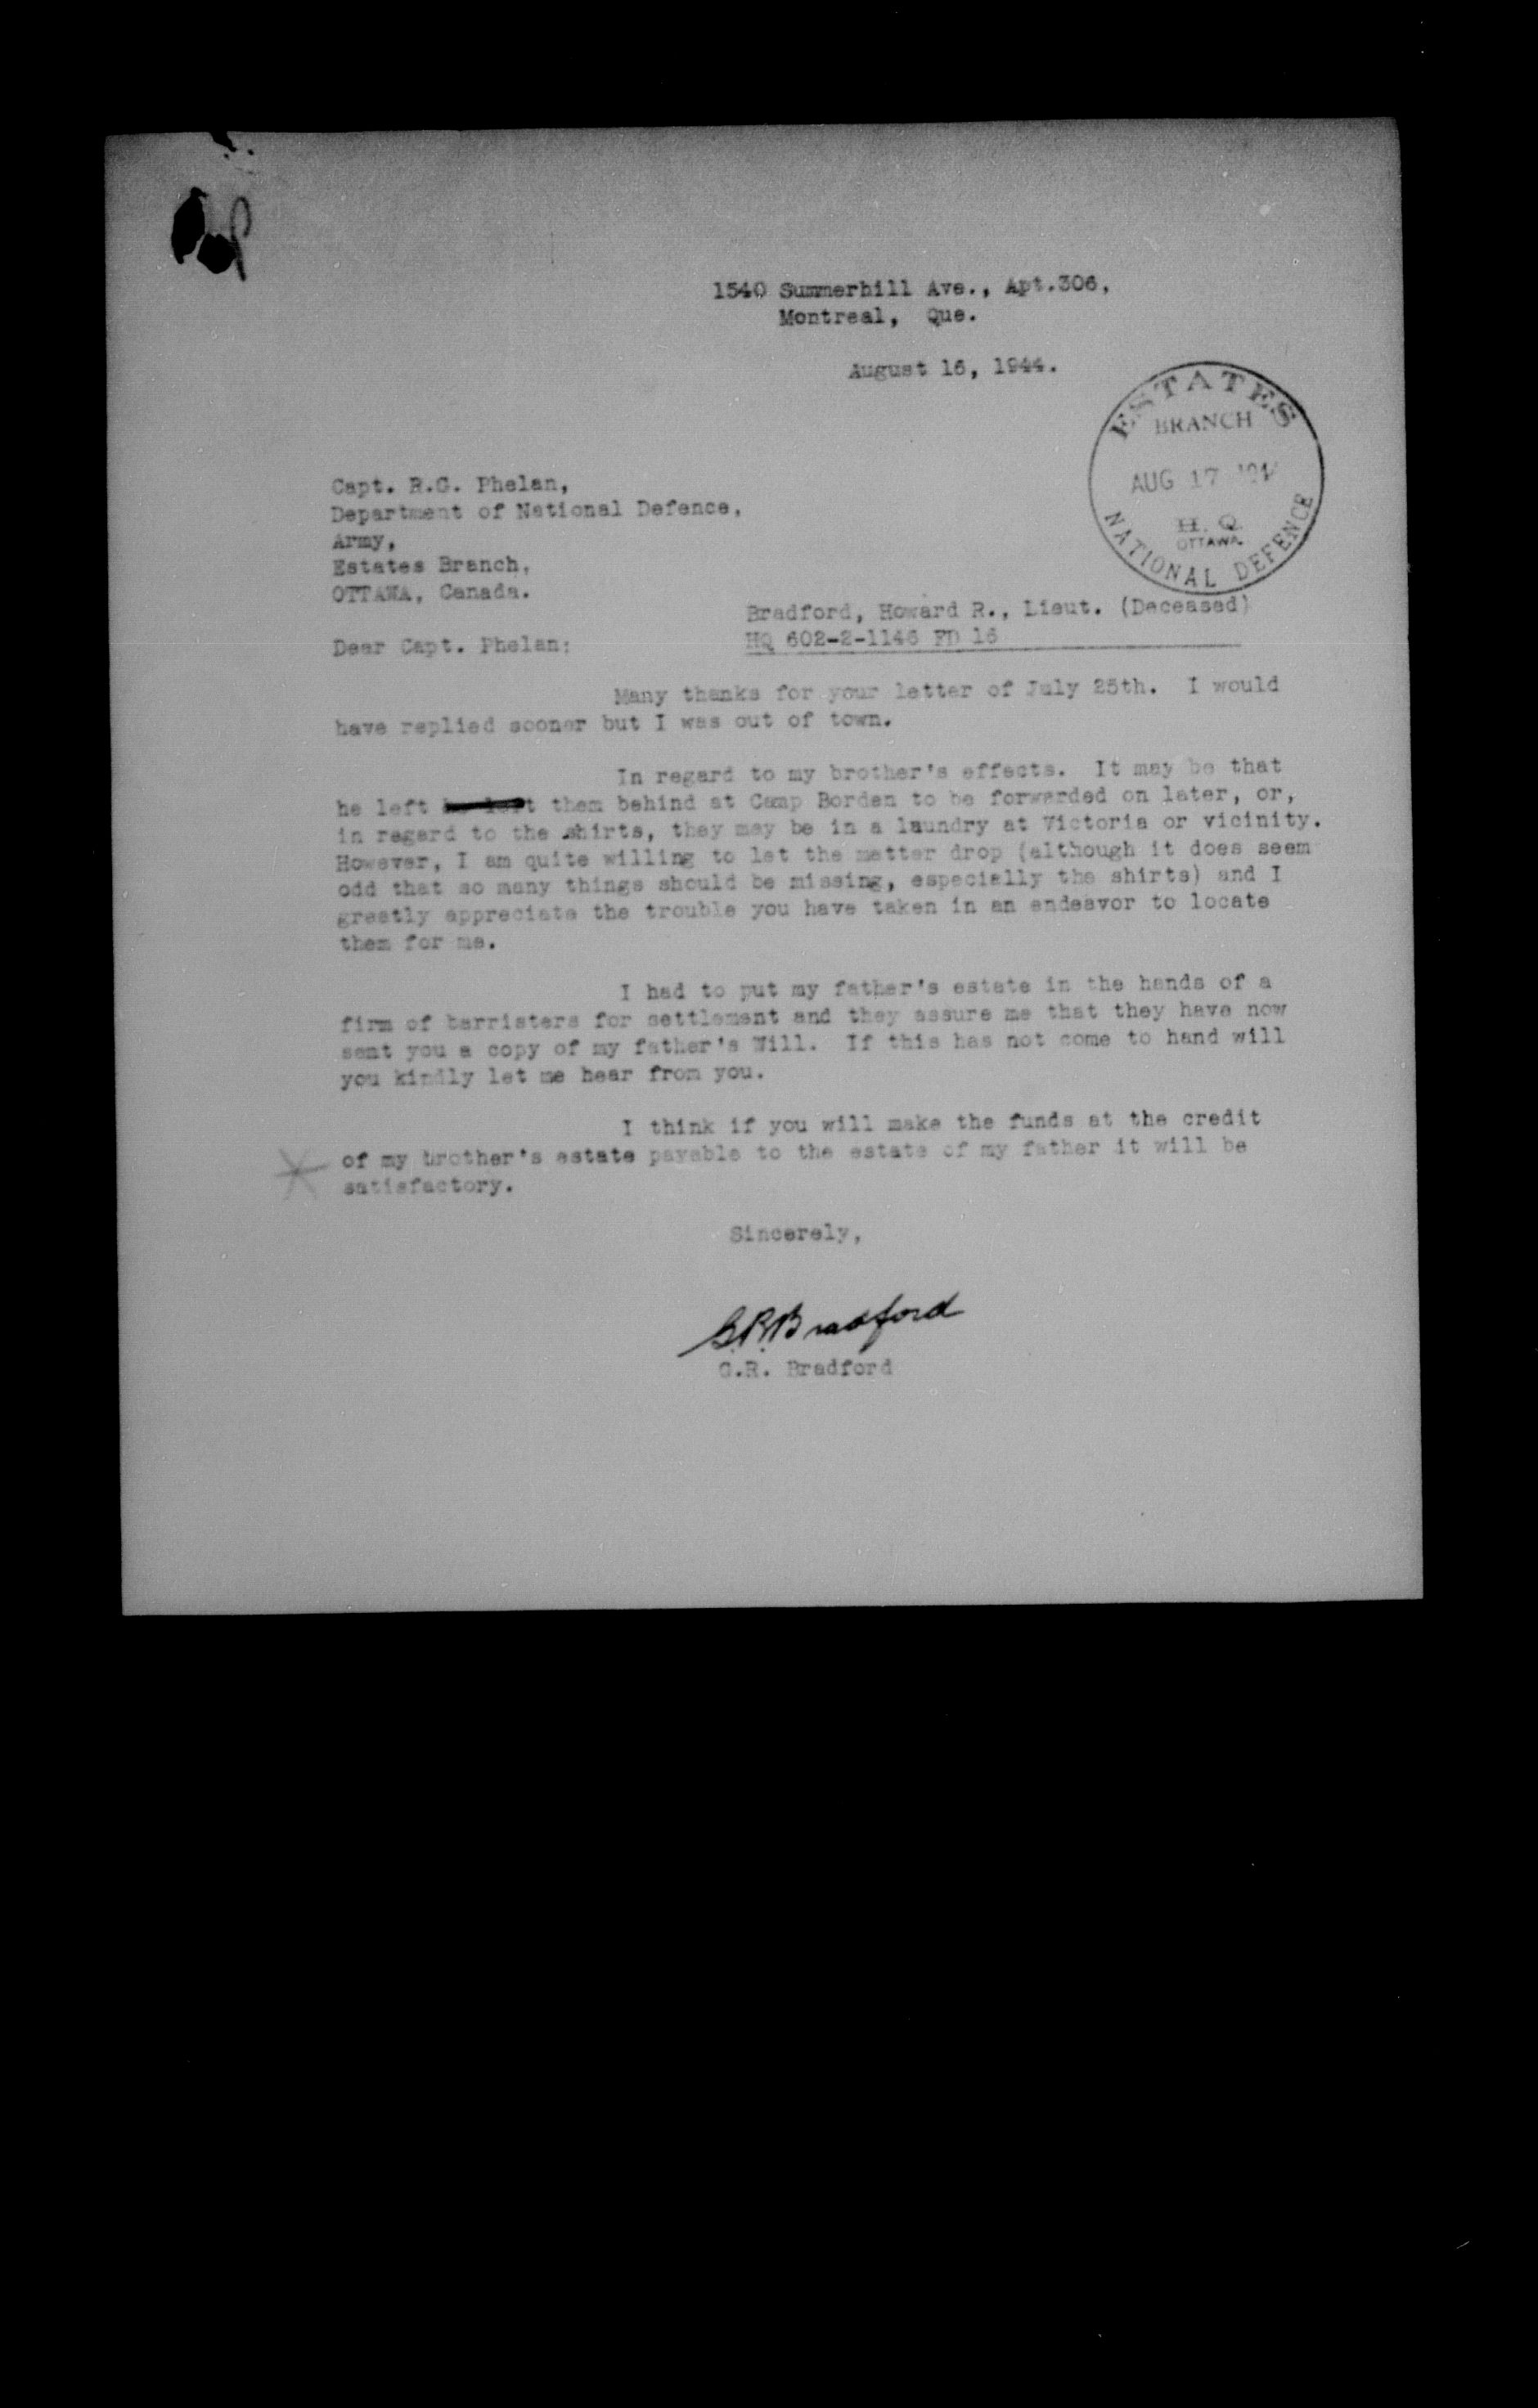 1540 Summerhill Ave., Apt.306,
Montreal, Que.
August 16, 1944.
ESTATES
BRANCH
AUG 17 194
H. Q.
OTTAWA
NATIONAL DEFENCE
Capt. R.G. Phelan,
Department of National Defence,
Army,
Estates Branch,
OTTAWA, Canada.
Bradford, Howard R., Lieut. (Deceased)
HQ 602-2-1146 FD 16
Dear Capt. Phelan:
Many thanks for your letter of July 25th. I would
have replied sooner but I was out of town.
In regard to my brother's effects. It may be that
he left them behind at Camp Borden to be forwarded on later, or,
in regard to the shirts, they may be in a laundry at Victoria or vicinity.
However, I am quite willing to let the matter drop (although it does seem
odd that so many things should be missing, especially the shirts) and I
greatly appreciate the trouble you have taken in an endeavor to locate
them for me.
I had to put my father's estate in the hands of a
firm of barristers for settlement and they assure me that they have now
sent you a copy of my father's Will. If this has not come to hand will
you kindly let me hear from you.
I think if you will make the funds at the credit
of my brother's estate payable to the estate of my father it will be
satisfactory.
Sincerely,
G.R. Bradford
G.R. Bradford